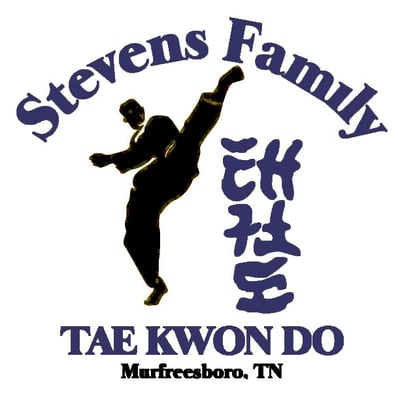 Stevens Family
태
권
도
TAE KWON DO
Murfreesboro, TN